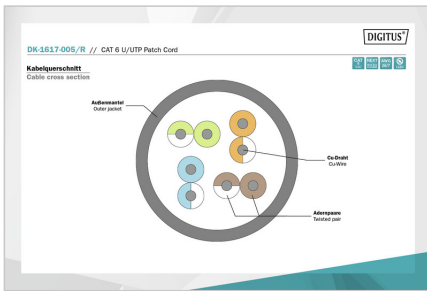 DIGITUS®
DK-1617-005/R // CAT 6 U/UTP Patch Cord
Kabelquerschnitt
Cable cross section
Außenmantel
Outer jacket
Cu-Draht
Cu-Wire
Adernpaare
Twisted pair